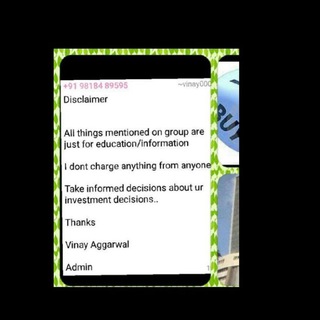 +91 98184 89595 ~vinay000
Disclaimer
All things mentioned on group are
just for education/information
I dont charge anything from anyone
Take informed decisions about ur
investment decisions..
Thanks
Vinay Aggarwal
Admin
BUY